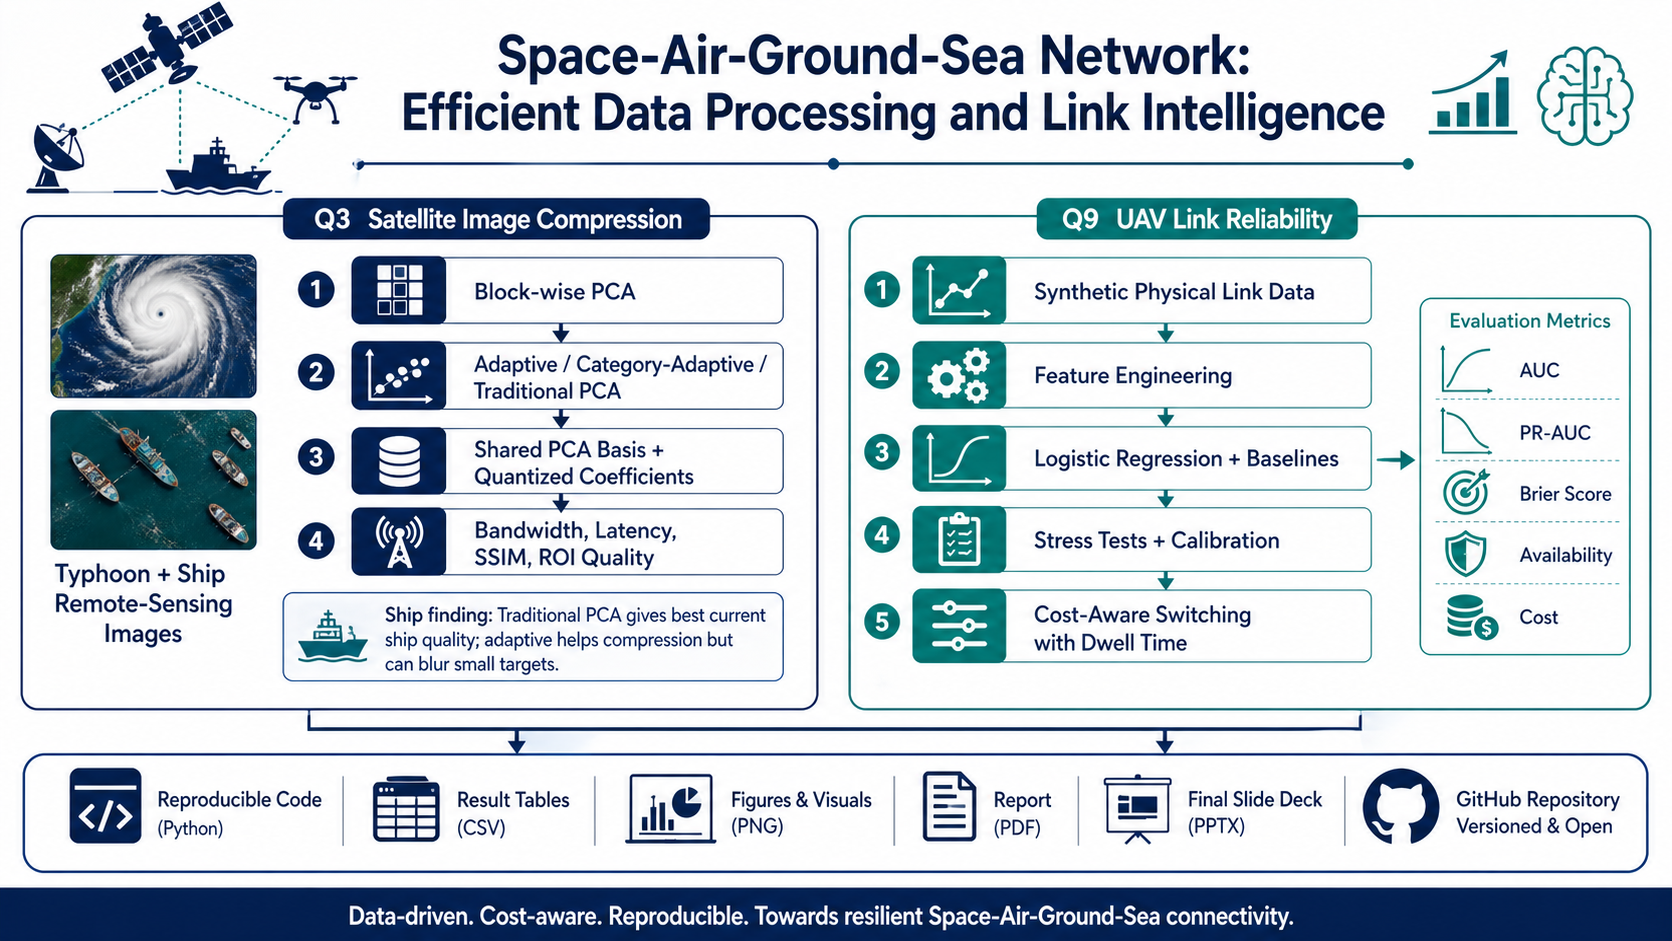 Space-Air-Ground-Sea Network:
Efficient Data Processing and Link Intelligence
Q3 Satellite Image Compression
Typhoon + Ship
Remote-Sensing
Images
1
Block-wise PCA
2
Adaptive / Category-Adaptive /
Traditional PCA
3
Shared PCA Basis +
Quantized Coefficients
4
Bandwidth, Latency,
SSIM, ROI Quality
Ship finding: Traditional PCA gives best current
ship quality; adaptive helps compression but
can blur small targets.
Q9 UAV Link Reliability
1
Synthetic Physical Link Data
2
Feature Engineering
3
Logistic Regression + Baselines
4
Stress Tests + Calibration
5
Cost-Aware Switching
with Dwell Time
Evaluation Metrics
AUC
PR-AUC
Brier Score
Availability
$
Cost
</>
Reproducible Code
(Python)
Result Tables
(CSV)
Figures & Visuals
(PNG)
Report
(PDF)
Final Slide Deck
(PPTX)
GitHub Repository
Versioned & Open
Data-driven. Cost-aware. Reproducible. Towards resilient Space-Air-Ground-Sea connectivity.